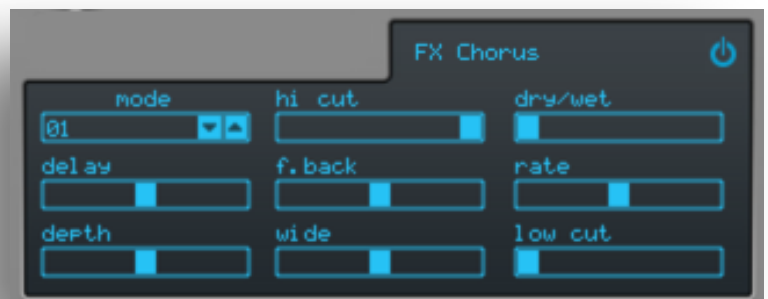 FX Chorus
mode hi cut dry/wet
01
delay f.back rate
depth wide low cut